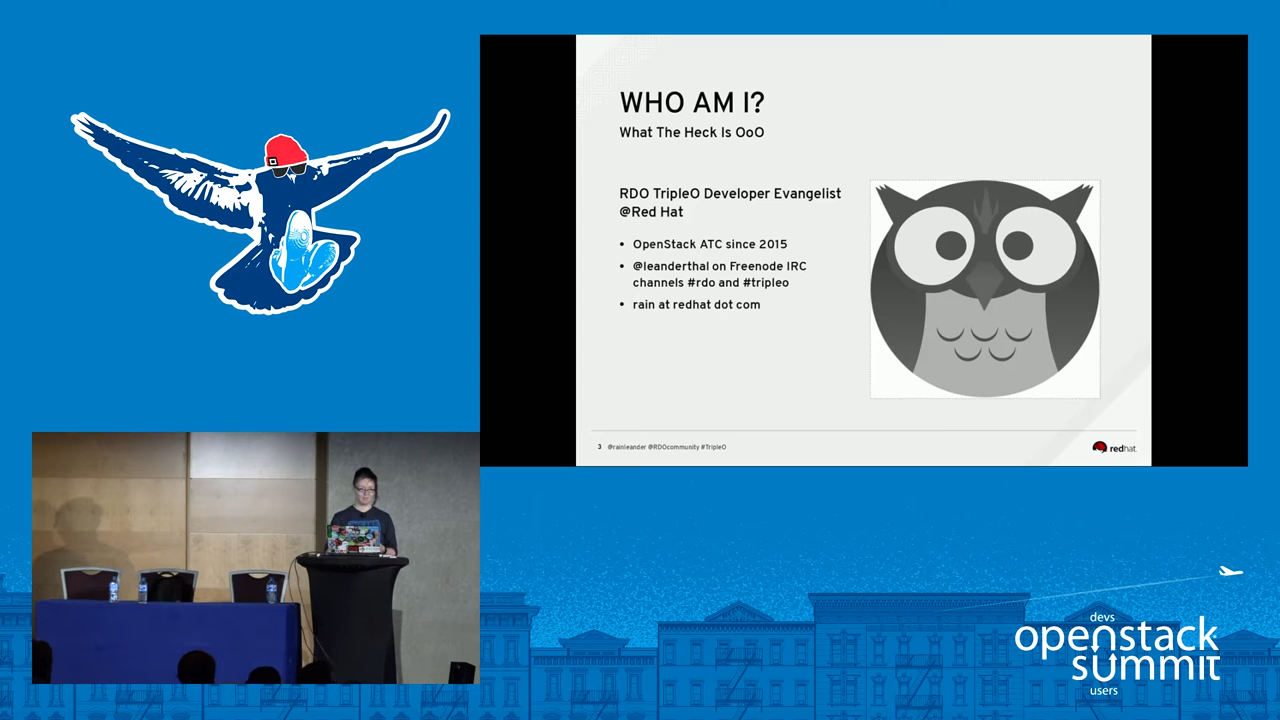 WHO AM I?
What The Heck Is OoO
RDO TripleO Developer Evangelist
@Red Hat
• OpenStack ATC since 2015
• @leanderthal on Freenode IRC
channels #rdo and #tripleo
• rain at redhat dot com
3 @rainleander @RDOcommunity #TripleO
redhat.
devs
openstack
summit
users